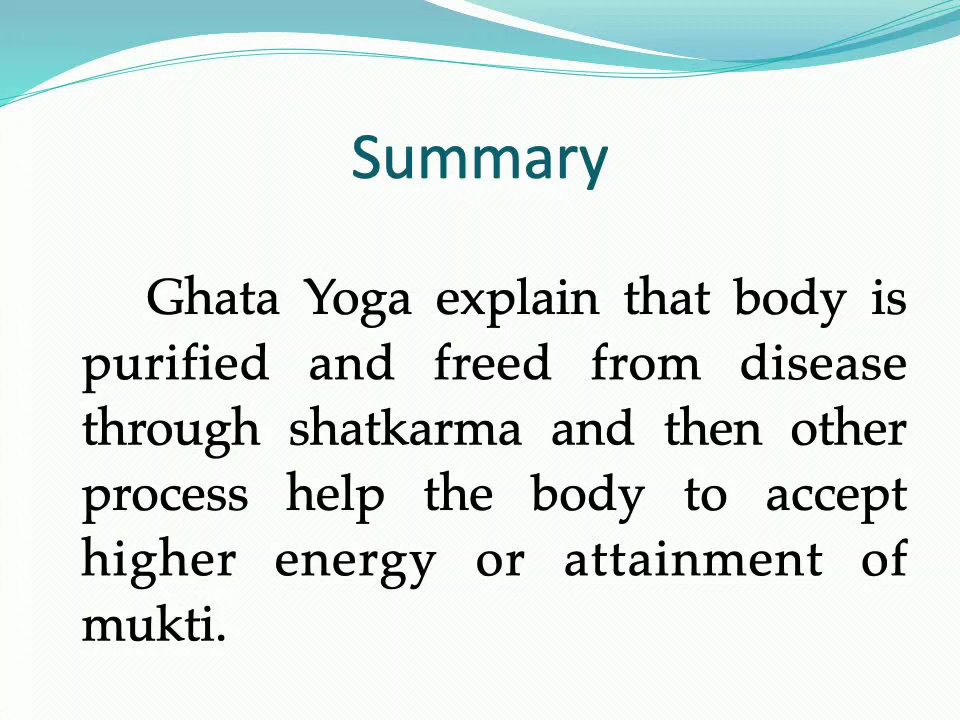 Summary
Ghata Yoga explain that body is
purified and freed from disease
through shatkarma and then other
process help the body to accept
higher energy or attainment of
mukti.